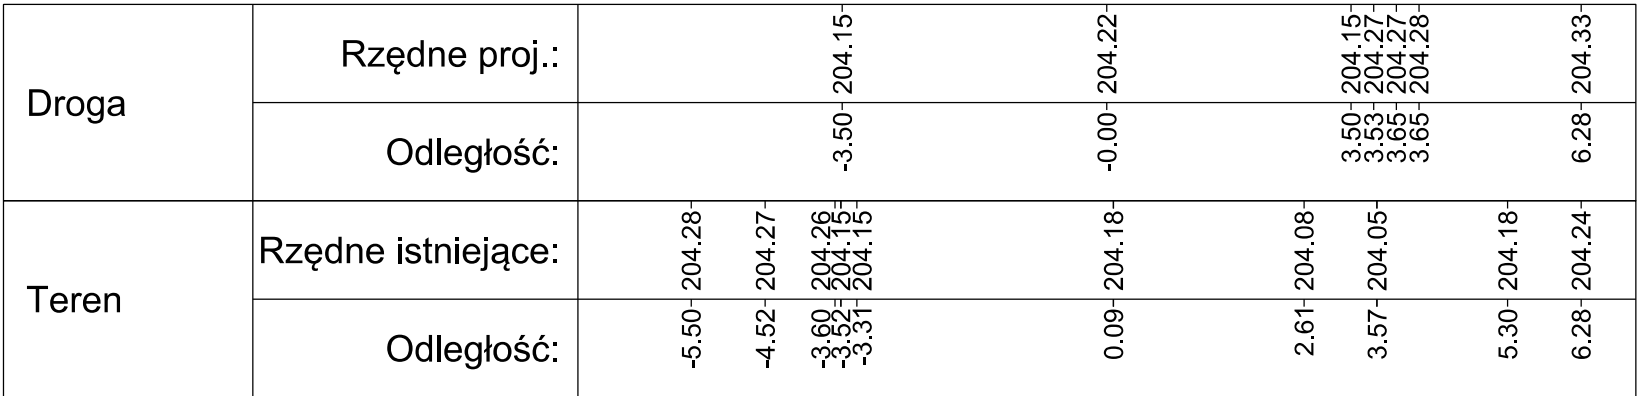 Droga
Rzędne proj.: 204.15 204.22 204.15 204.27 204.27 204.28 204.33
Odległość: -3.50 -0.00 3.50 3.53 3.65 3.65 6.28
Teren
Rzędne istniejące: 204.28 204.27 204.26 204.15 204.15 204.18 204.08 204.05 204.18 204.24
Odległość: -5.50 -4.52 -3.60 -3.52 -3.31 0.09 2.61 3.57 5.30 6.28